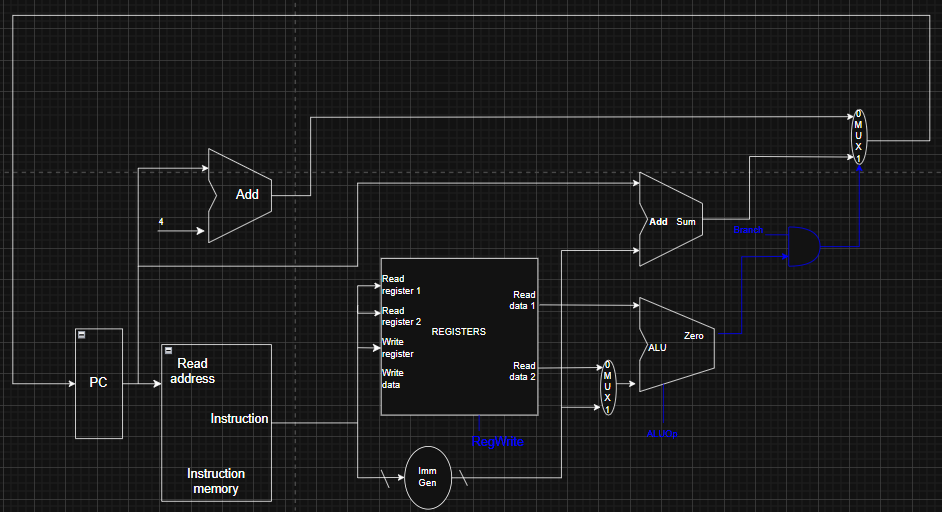 0
M
U
X
1
Add
4
Add Sum
Branch
Read
register 1
Read
register 2
Write
register
Write
data
REGISTERS
Read
data 1
Read
data 2
Zero
ALU
0
M
U
X
1
PC
Read
address
Instruction
Instruction
memory
RegWrite
ALUOp
Imm
Gen